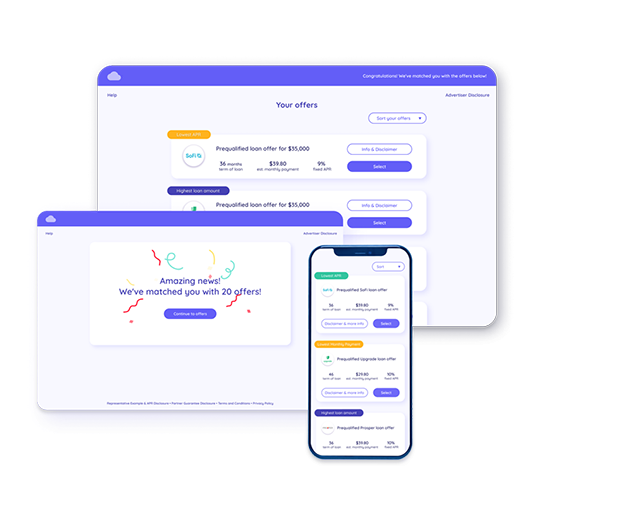 Congratulations! We've matched you with the offers below!
Help
Advertiser Disclosure
Your offers
Sort your offers
Lowest APR
SoFi
Prequalified loan offer for $35,000
Info & Disclaimer
36 months
term of loan
$39.80
est. monthly payment
9%
fixed APR
Select
Highest loan amount
Prequalified loan offer for $35,000
Info & Disclaimer
Select
Help
Advertiser Disclosure
Amazing news!
We've matched you with 20 offers!
Continue to offers
Representative Example & APR Disclosure • Partner Guarantee Disclosure • Terms and Conditions • Privacy Policy
Sort
Lowest APR
SoFi
Prequalified SoFi loan offer
36
term of loan
$39.80
est. monthly payment
9%
fixed APR
Disclaimer & more info
Select
Lowest Monthly Payment
Prequalified Upgrade loan offer
46
term of loan
$29.80
est. monthly payment
10%
fixed APR
Disclaimer & more info
Select
Highest loan amount
Prequalified Prosper loan offer
36
term of loan
$39.80
est. monthly payment
10%
fixed APR